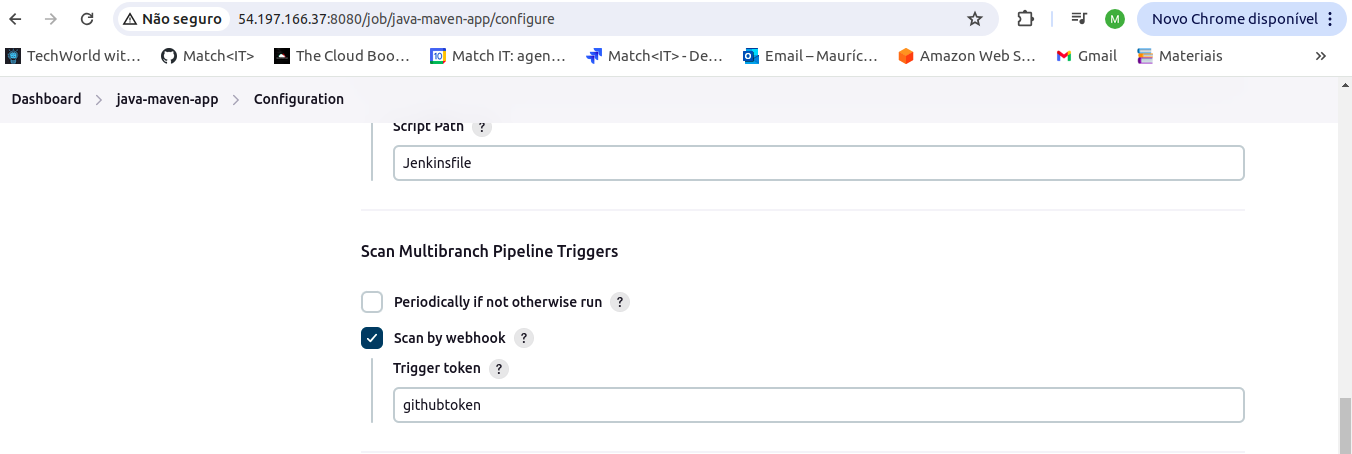 Não seguro 54.197.166.37:8080/job/java-maven-app/configure M Novo Chrome disponível
TechWorld wit... Match<IT> The Cloud Boo... 10 Match IT: agen... Match<IT> - De... Email – Mauríc... Amazon Web S... Gmail Materiais »
Dashboard > java-maven-app > Configuration
Script Path ?
Jenkinsfile
Scan Multibranch Pipeline Triggers
Periodically if not otherwise run ?
Scan by webhook ?
Trigger token ?
githubtoken